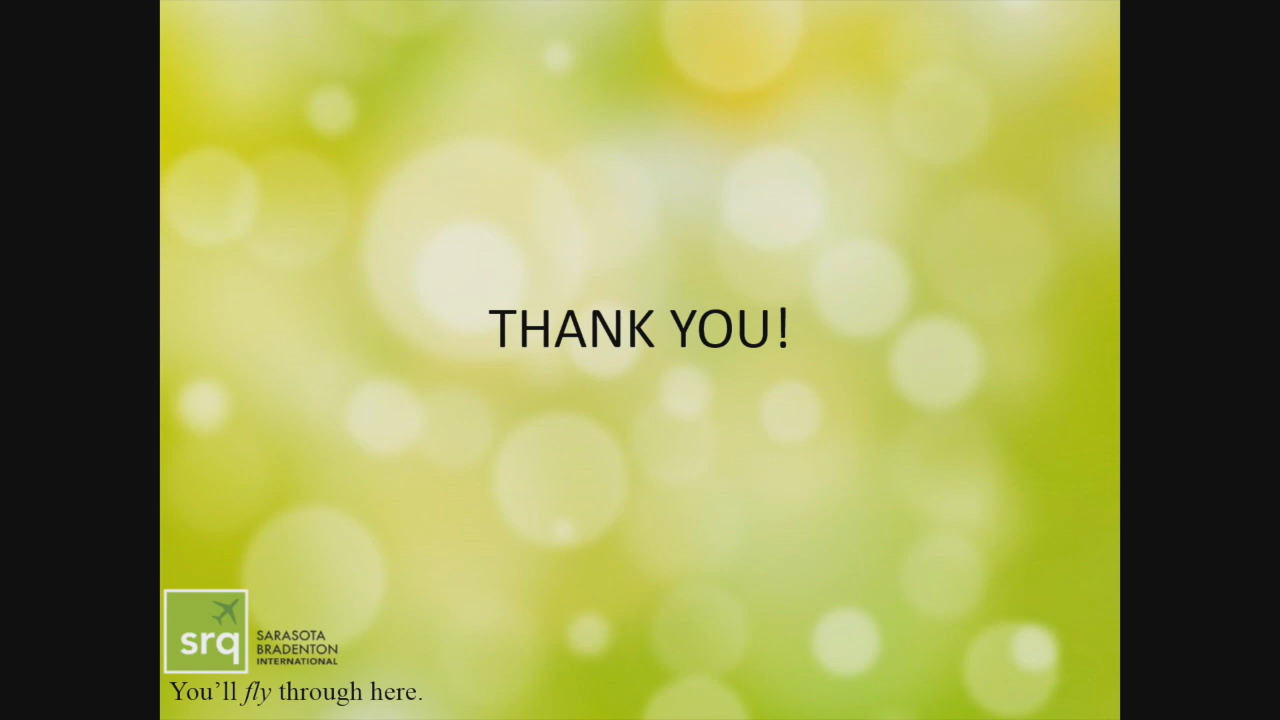 THANK YOU!
srq
SARASOTA
BRADENTON
INTERNATIONAL
You'll fly through here.